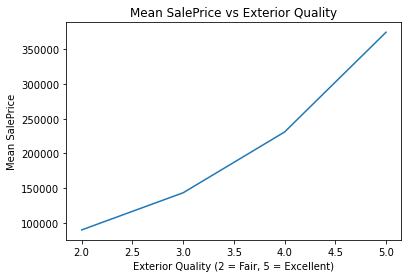 Mean SalePrice vs Exterior Quality
Mean SalePrice
350000
300000
250000
200000
150000
100000
2.0 2.5 3.0 3.5 4.0 4.5 5.0
Exterior Quality (2 = Fair, 5 = Excellent)